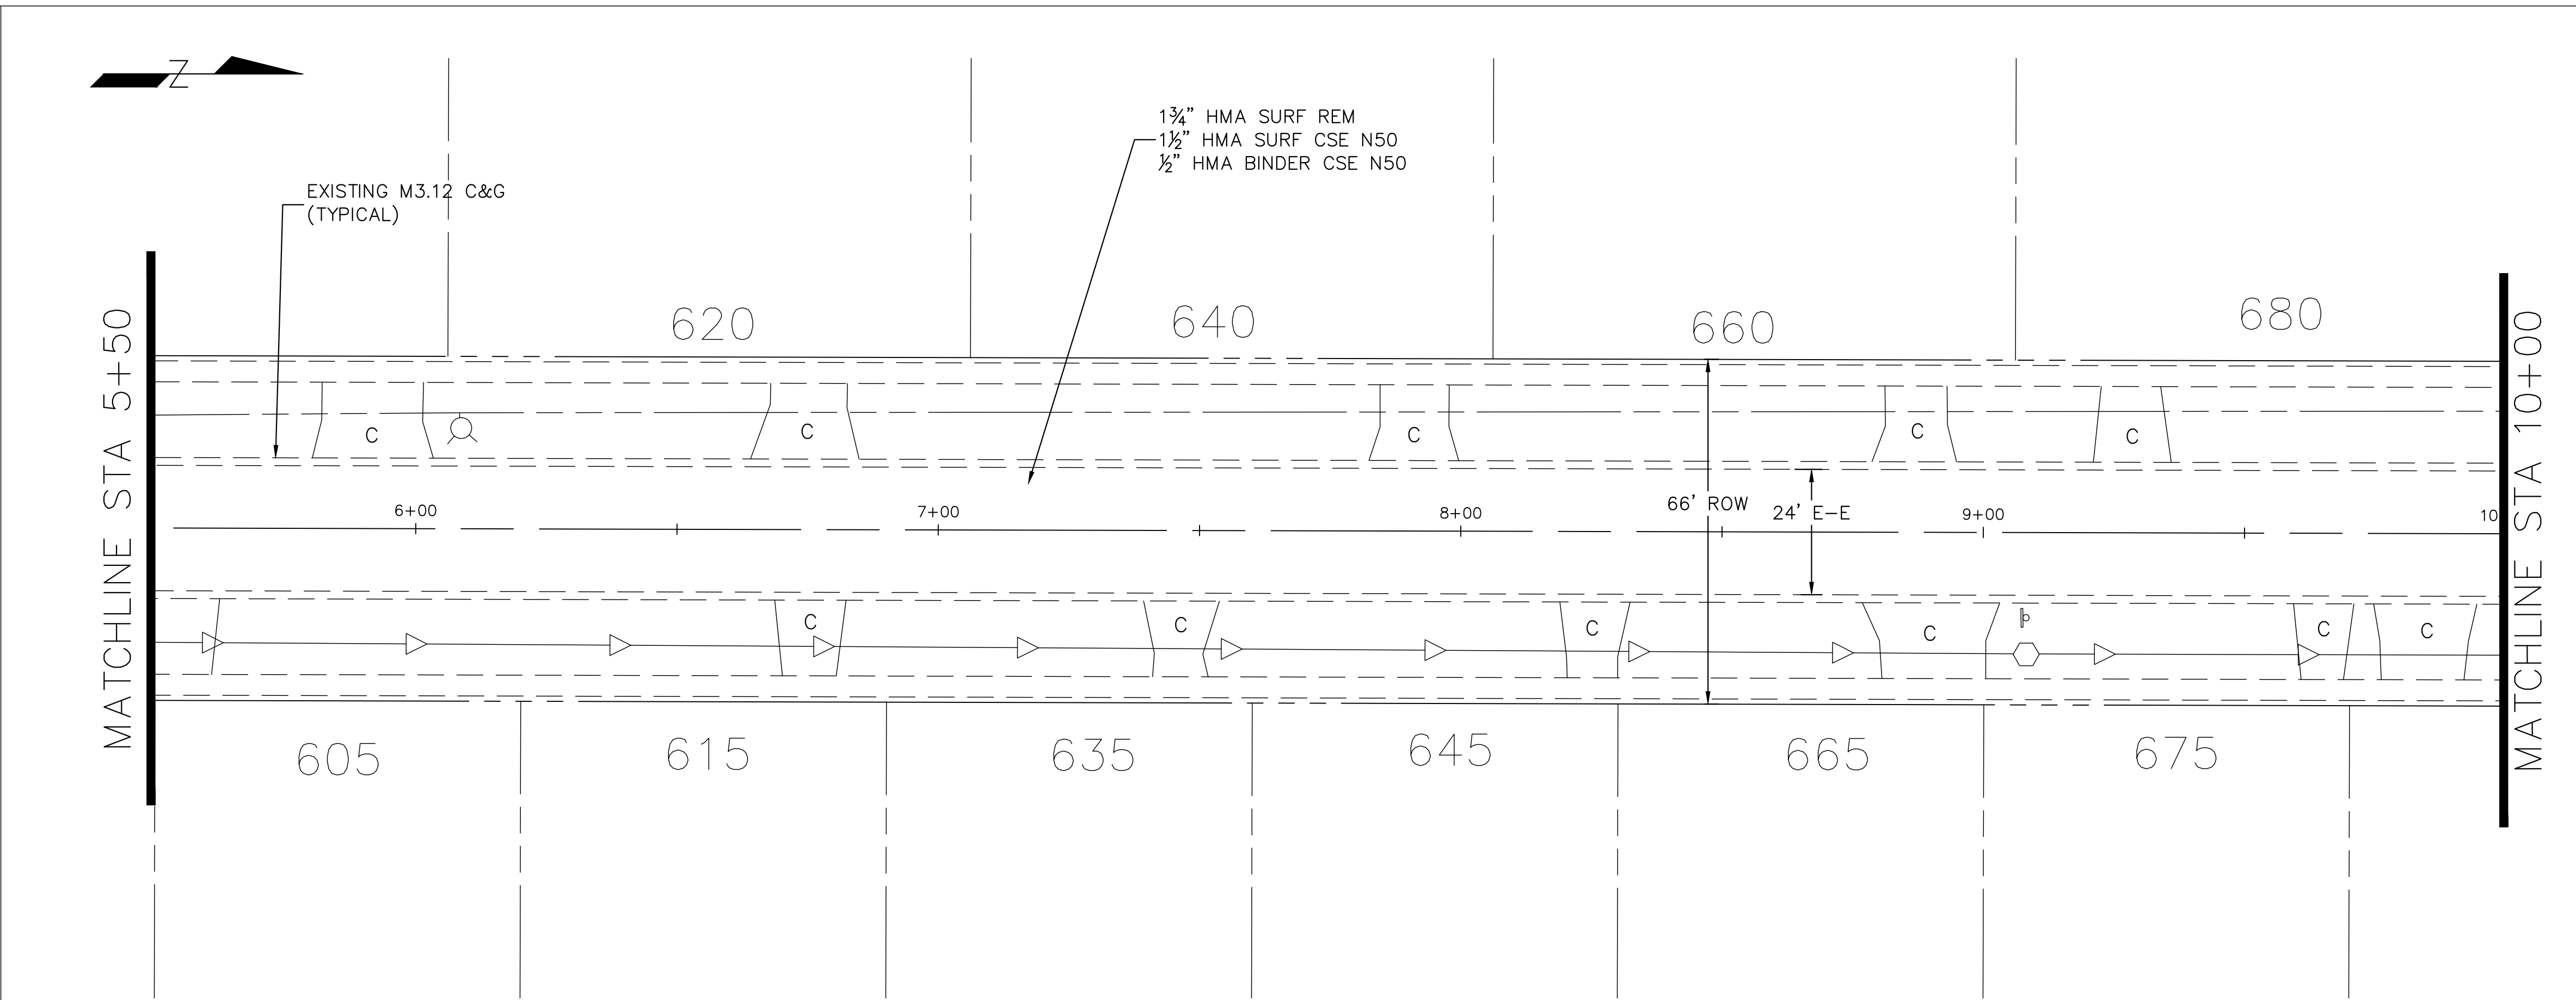 Z
1¾” HMA SURF REM
1½” HMA SURF CSE N50
½” HMA BINDER CSE N50
EXISTING M3.12 C&G
(TYPICAL)
620
640
660
680
MATCHLINE STA 5+50
MATCHLINE STA 10+00
C
C
C
C
C
6+00
7+00
8+00
66' ROW
24' E-E
9+00
10
C
C
C
C
C
C
605
615
635
645
665
675